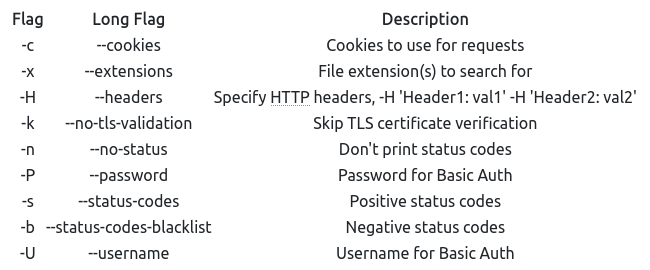 Flag Long Flag Description
-c --cookies Cookies to use for requests
-x --extensions File extension(s) to search for
-H --headers Specify HTTP headers, -H 'Header1: val1' -H 'Header2: val2'
-k --no-tls-validation Skip TLS certificate verification
-n --no-status Don't print status codes
-P --password Password for Basic Auth
-s --status-codes Positive status codes
-b --status-codes-blacklist Negative status codes
-U --username Username for Basic Auth